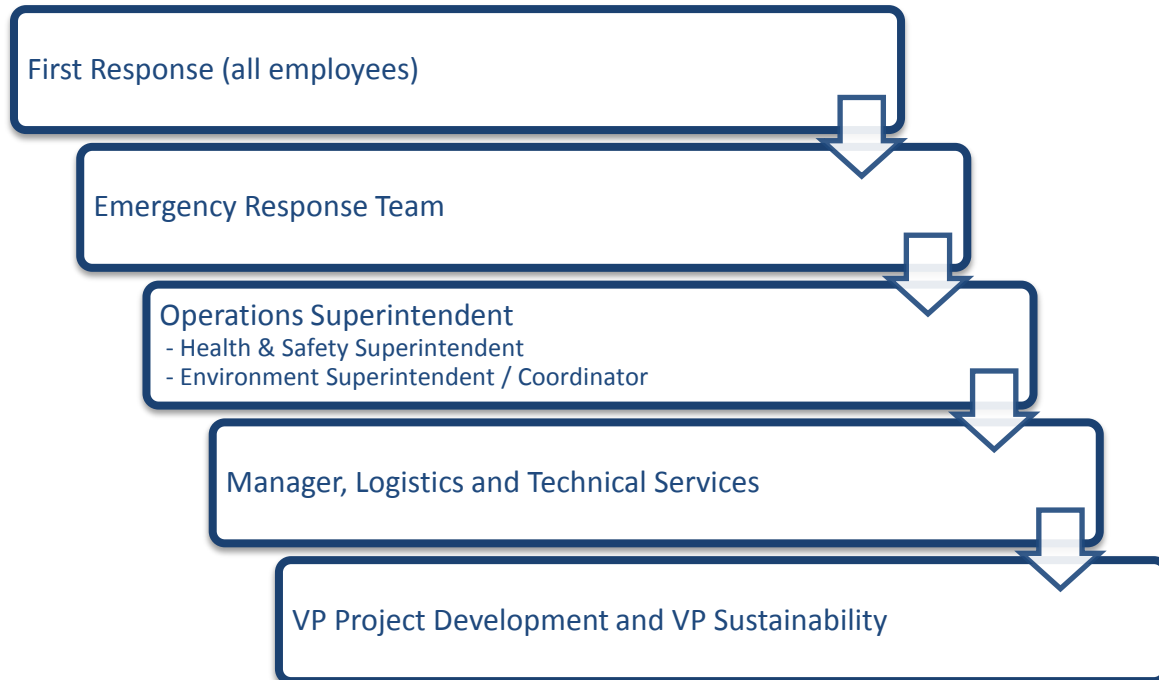 First Response (all employees)
Emergency Response Team
Operations Superintendent
- Health & Safety Superintendent
- Environment Superintendent / Coordinator
Manager, Logistics and Technical Services
VP Project Development and VP Sustainability